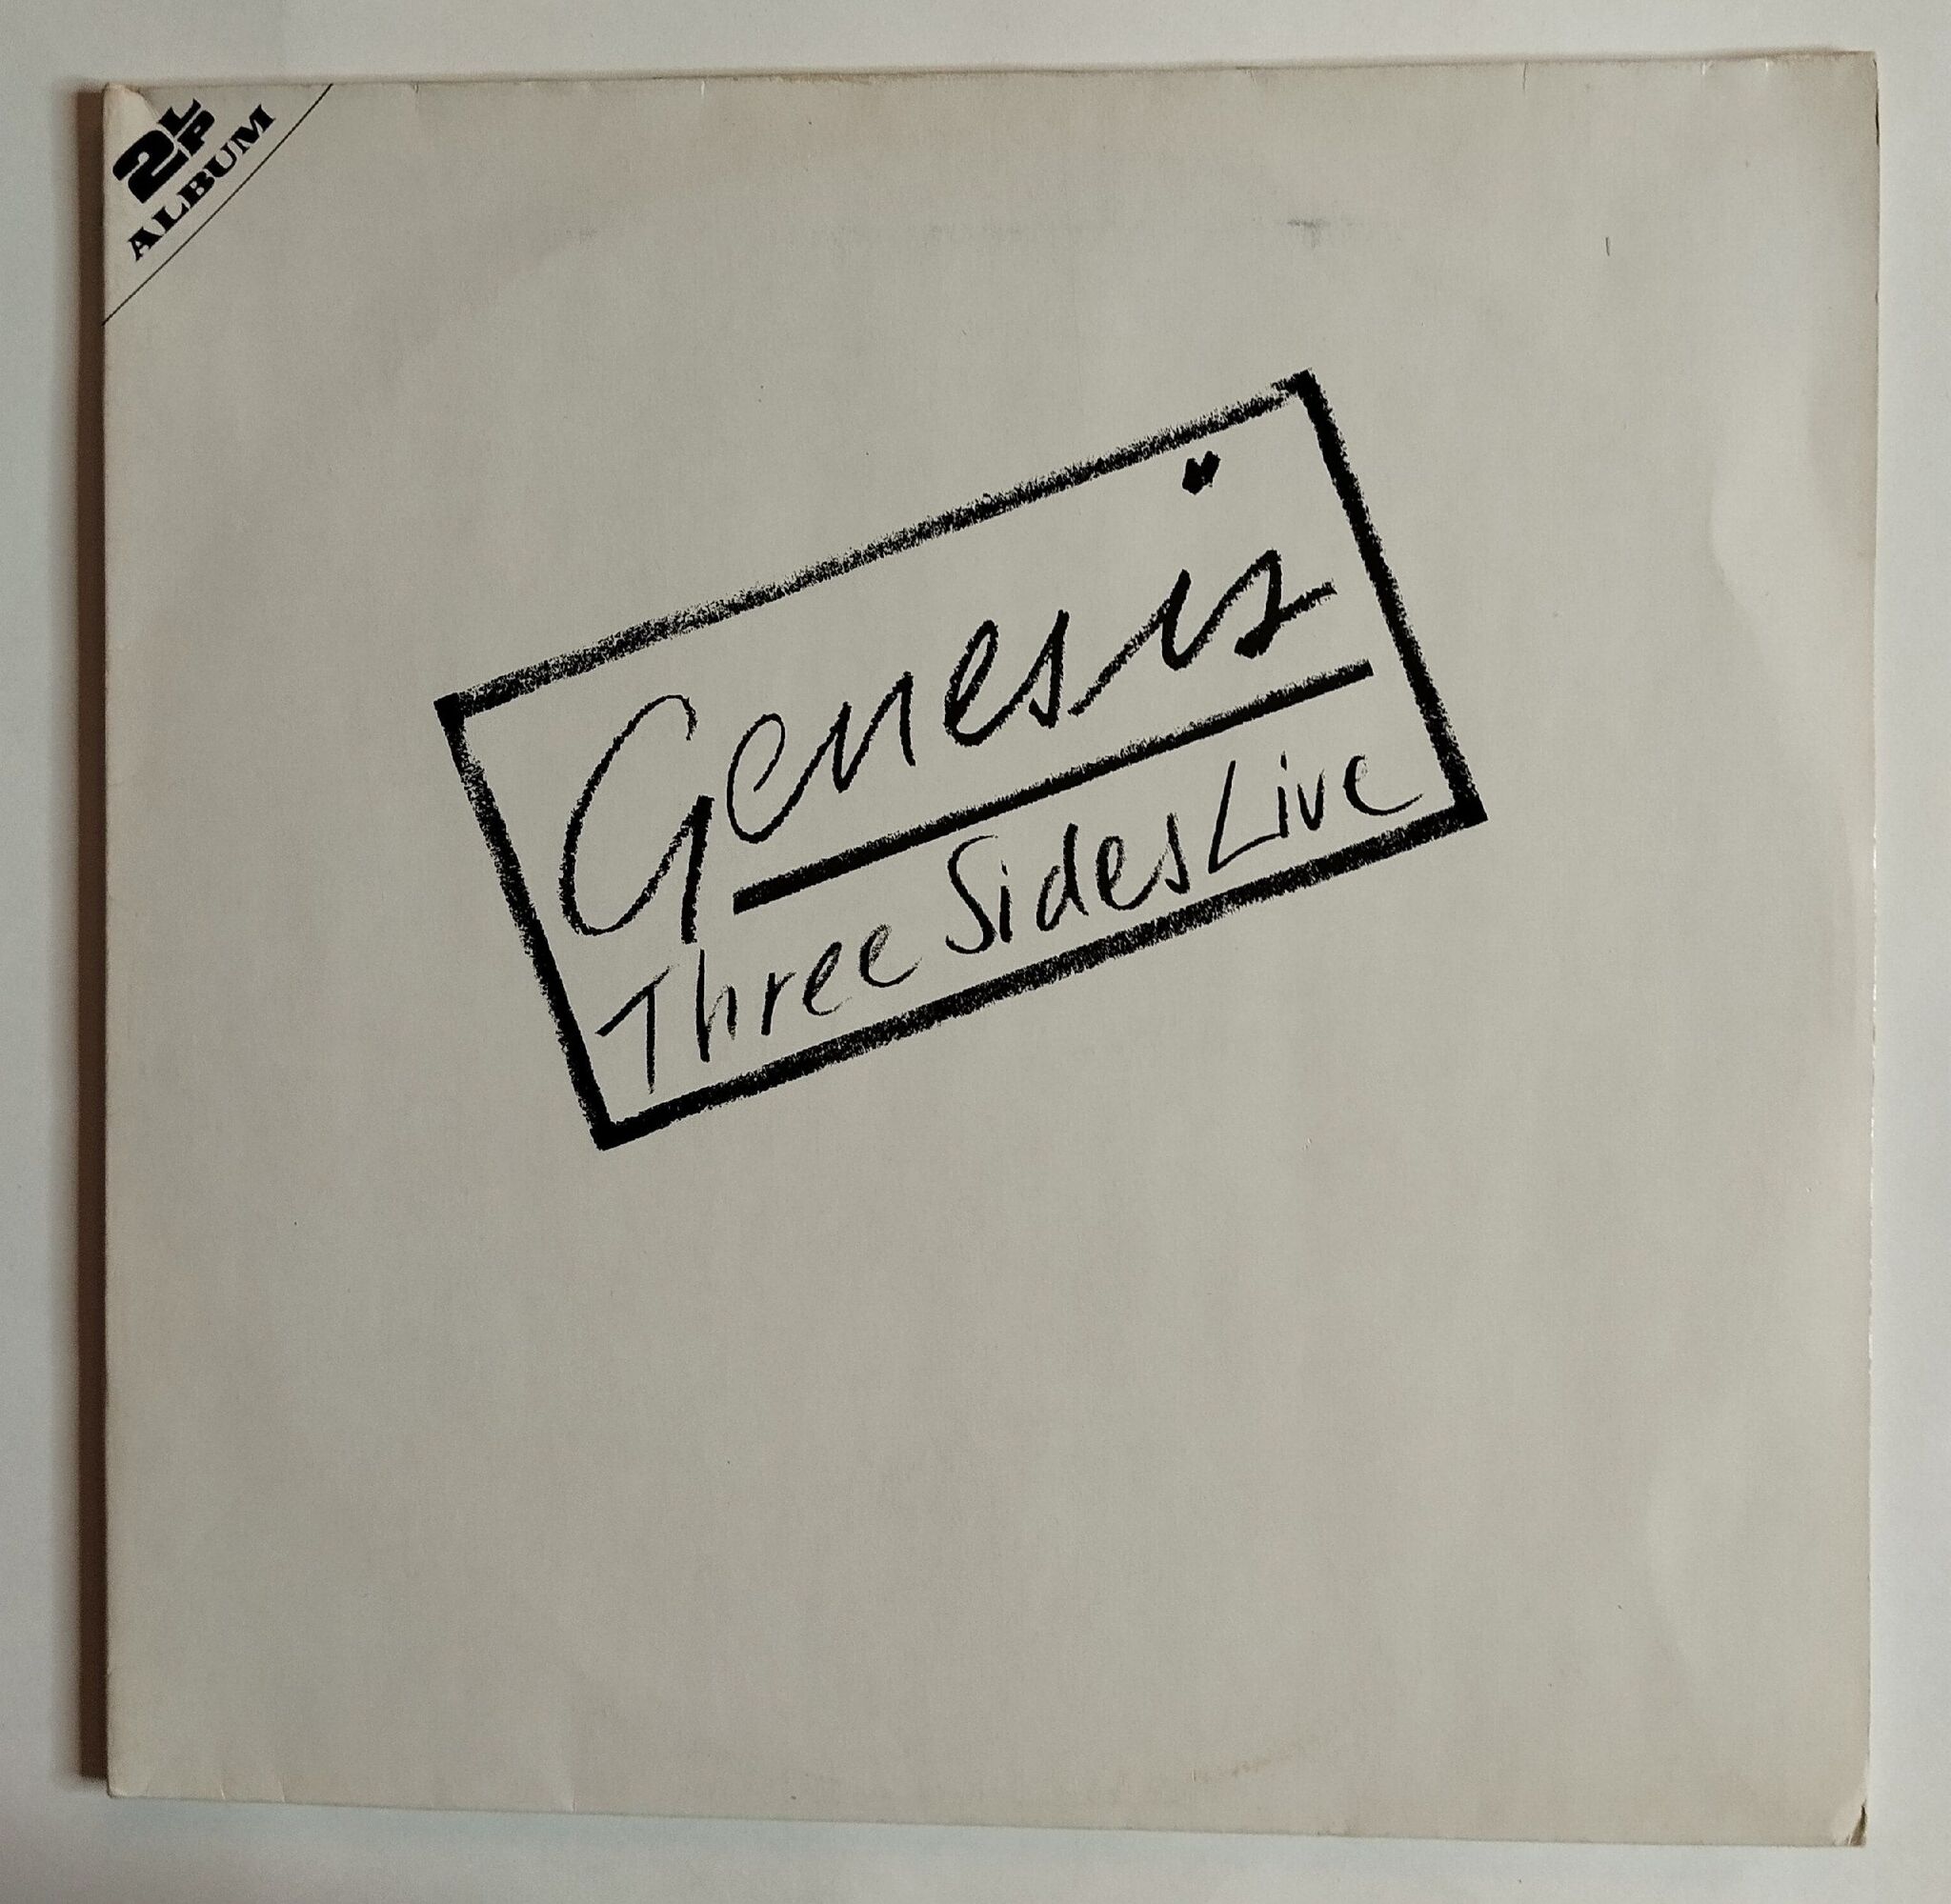 2LP
ALBUM
Genesis
Three Sides Live